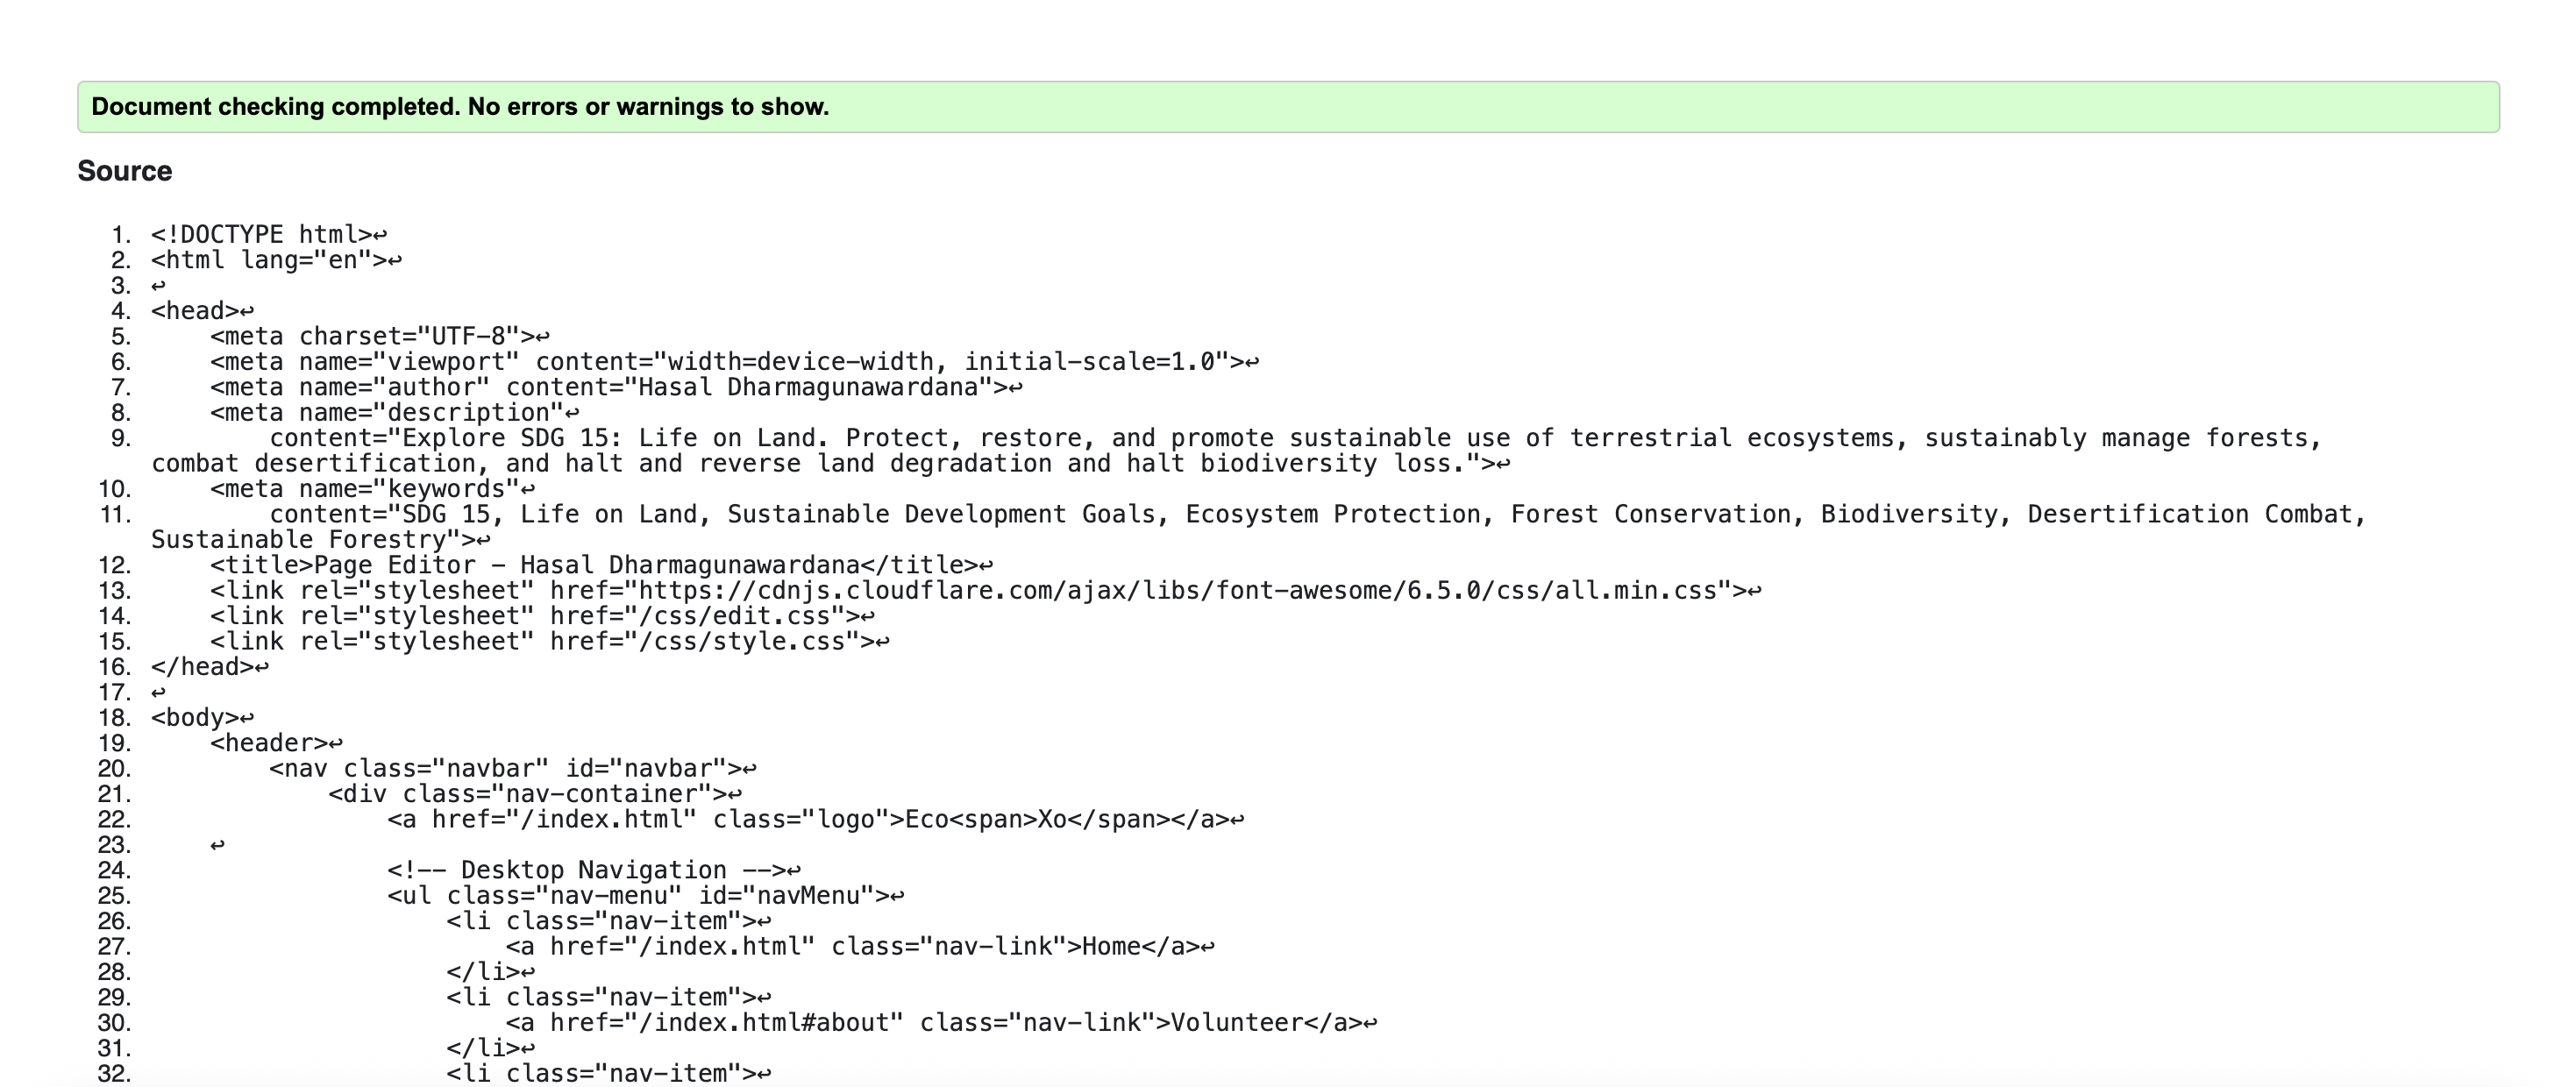 Document checking completed. No errors or warnings to show.
Source
1. <!DOCTYPE html>↩
2. <html lang="en">↩
3. ↩
4. <head>↩
5.     <meta charset="UTF-8">↩
6.     <meta name="viewport" content="width=device-width, initial-scale=1.0">↩
7.     <meta name="author" content="Hasal Dharmagunawardana">↩
8.     <meta name="description"↩
9.         content="Explore SDG 15: Life on Land. Protect, restore, and promote sustainable use of terrestrial ecosystems, sustainably manage forests,
combat desertification, and halt and reverse land degradation and halt biodiversity loss.">↩
10.     <meta name="keywords"↩
11.         content="SDG 15, Life on Land, Sustainable Development Goals, Ecosystem Protection, Forest Conservation, Biodiversity, Desertification Combat,
Sustainable Forestry">↩
12.     <title>Page Editor – Hasal Dharmagunawardana</title>↩
13.     <link rel="stylesheet" href="https://cdnjs.cloudflare.com/ajax/libs/font-awesome/6.5.0/css/all.min.css">↩
14.     <link rel="stylesheet" href="/css/edit.css">↩
15.     <link rel="stylesheet" href="/css/style.css">↩
16. </head>↩
17. ↩
18. <body>↩
19.     <header>↩
20.         <nav class="navbar" id="navbar">↩
21.             <div class="nav-container">↩
22.                 <a href="/index.html" class="logo">Eco<span>Xo</span></a>↩
23.     ↩
24.                 <!-- Desktop Navigation -->↩
25.                 <ul class="nav-menu" id="navMenu">↩
26.                     <li class="nav-item">↩
27.                         <a href="/index.html" class="nav-link">Home</a>↩
28.                     </li>↩
29.                     <li class="nav-item">↩
30.                         <a href="/index.html#about" class="nav-link">Volunteer</a>↩
31.                     </li>↩
32.                     <li class="nav-item">↩